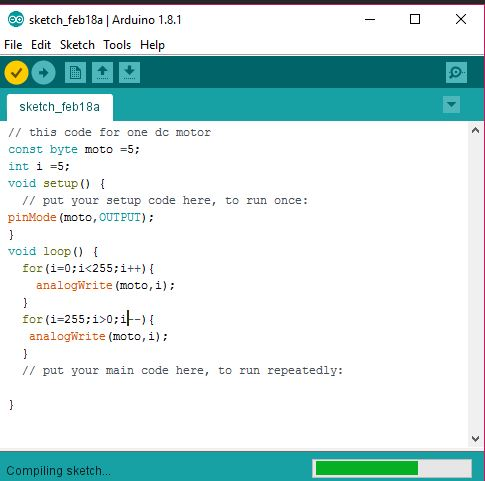 sketch_feb18a | Arduino 1.8.1
File Edit Sketch Tools Help
sketch_feb18a
// this code for one dc motor
const byte moto =5;
int i =5;
void setup() {
  // put your setup code here, to run once:
pinMode(moto,OUTPUT);
}
void loop() {
  for(i=0;i<255;i++){
    analogWrite(moto,i);
  }
  for(i=255;i>0;i--){
   analogWrite(moto,i);
  }
  // put your main code here, to run repeatedly:
}
Compiling sketch...